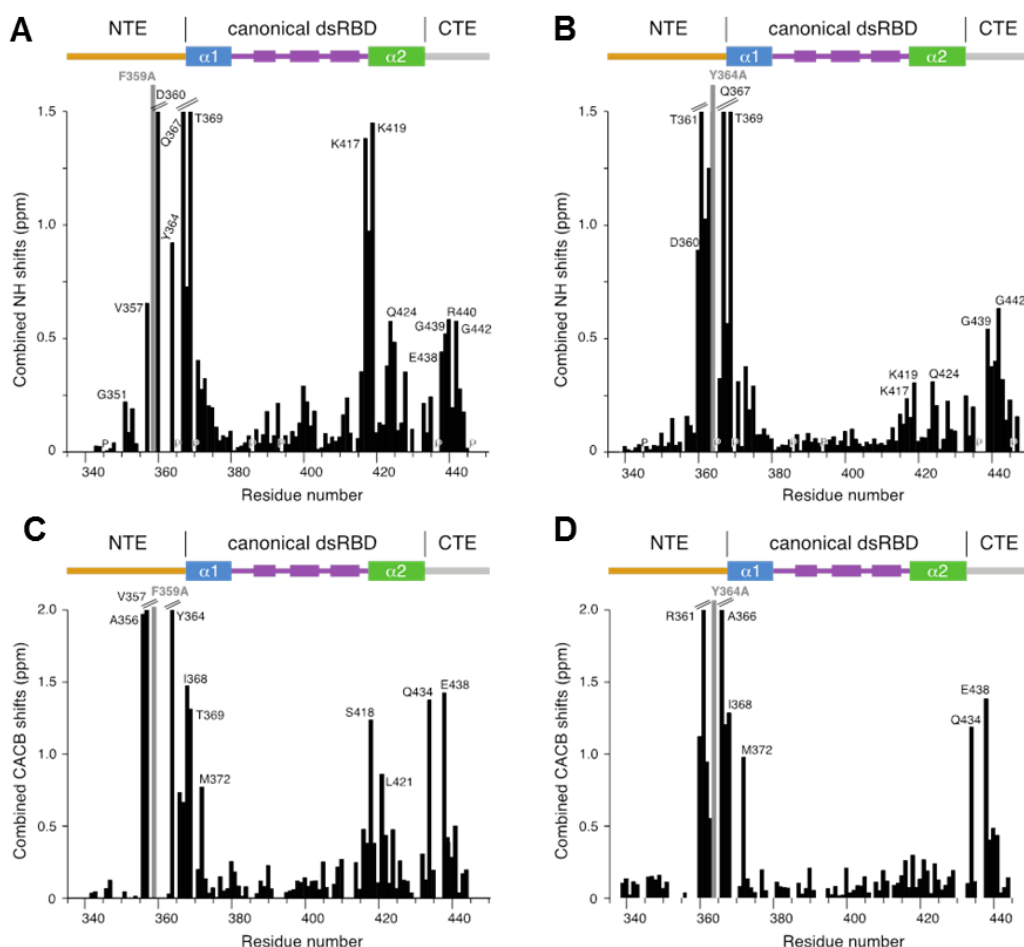 A
NTE canonical dsRBD CTE
α1 α2
F359A
D360
Q367
T369
Y364
K417
K419
V357
Q424
R440
G439
G442
E438
G351
P P P P P P P
Combined NH shifts (ppm)
1.5
1.0
0.5
0
340 360 380 400 420 440
Residue number
B
NTE canonical dsRBD CTE
α1 α2
Y364A
Q367
T361
T369
D360
G442
G439
K419
Q424
K417
P P P P P P P
Combined NH shifts (ppm)
1.5
1.0
0.5
0
340 360 380 400 420 440
Residue number
C
NTE canonical dsRBD CTE
α1 α2
V357
F359A
A356
Y364
I368
T369
Q434
E438
S418
M372
L421
Combined CACB shifts (ppm)
2.0
1.5
1.0
0.5
0
340 360 380 400 420 440
Residue number
D
NTE canonical dsRBD CTE
α1 α2
Y364A
R361
A366
I368
E438
Q434
M372
Combined CACB shifts (ppm)
2.0
1.5
1.0
0.5
0
340 360 380 400 420 440
Residue number